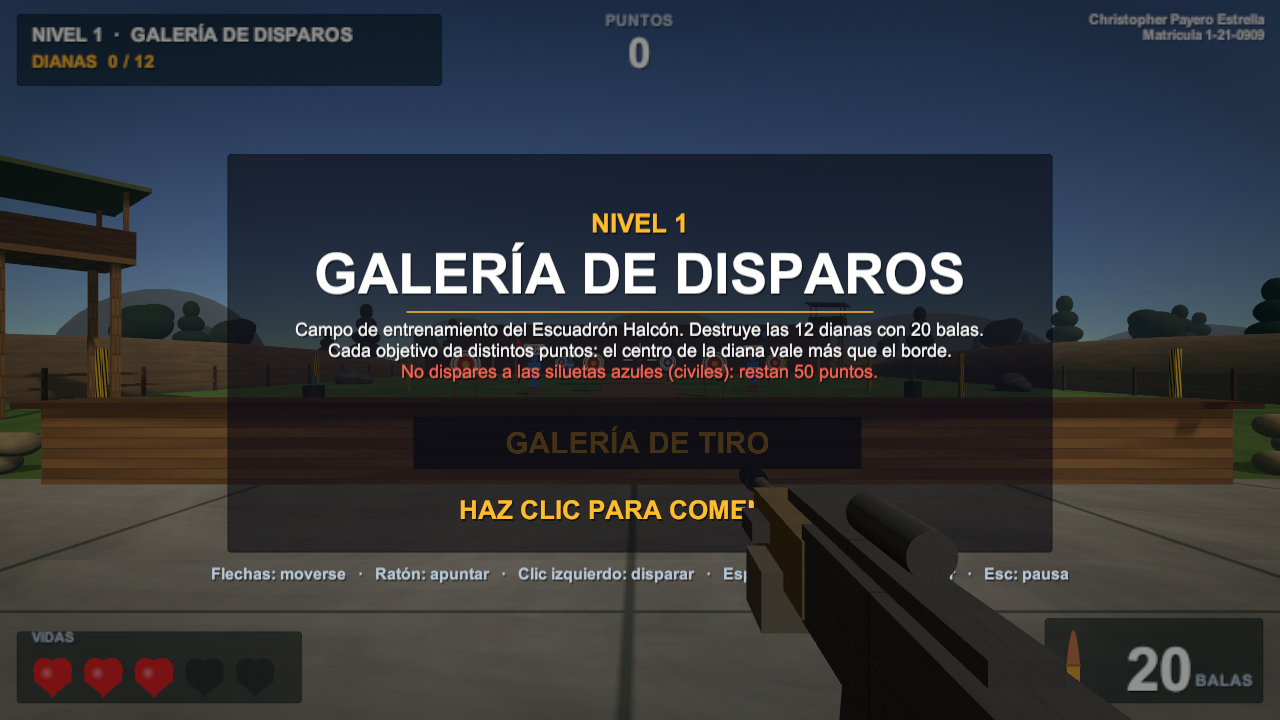 NIVEL 1 · GALERÍA DE DISPAROS
DIANAS 0 / 12
PUNTOS
0
Christopher Payero Estrella
Matrícula 1-21-0909
NIVEL 1
GALERÍA DE DISPAROS
Campo de entrenamiento del Escuadrón Halcón. Destruye las 12 dianas con 20 balas.
Cada objetivo da distintos puntos: el centro de la diana vale más que el borde.
No dispares a las siluetas azules (civiles): restan 50 puntos.
GALERÍA DE TIRO
HAZ CLIC PARA
Flechas: moverse · Ratón: apuntar · Clic izquierdo: disparar · · Esc: pausa
VIDAS
20 BALAS